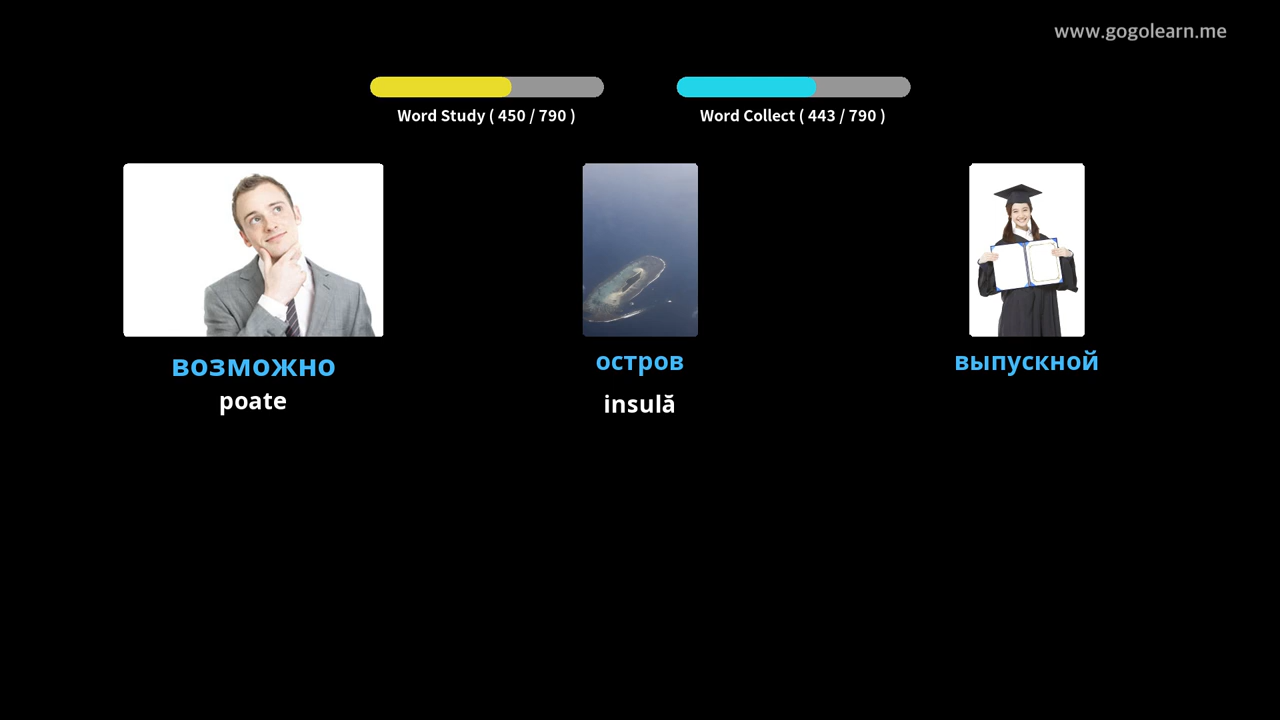 www.gogolearn.me
Word Study ( 450 / 790 )
Word Collect ( 443 / 790 )
возможно
poate
остров
insulă
выпускной